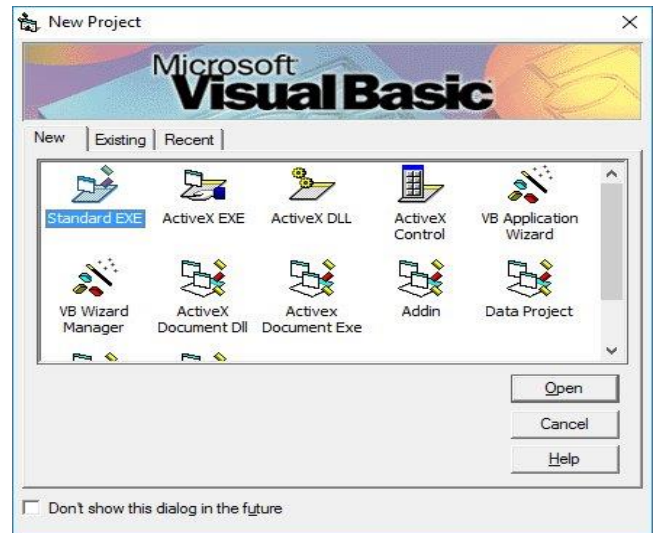 New Project
Microsoft
Visual Basic
New Existing Recent
Standard EXE ActiveX EXE ActiveX DLL ActiveX Control VB Application Wizard
VB Wizard Manager ActiveX Document Dll Activex Document Exe Addin Data Project
Open
Cancel
Help
Don't show this dialog in the future